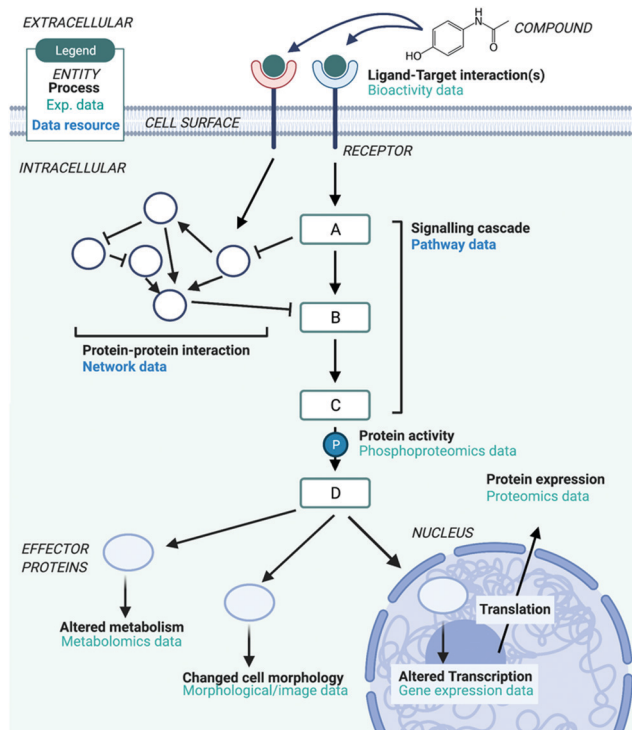 EXTRACELLULAR
Legend
ENTITY
Process
Exp. data
Data resource
H
N
O
HO
COMPOUND
Ligand-Target interaction(s)
Bioactivity data
CELL SURFACE
RECEPTOR
INTRACELLULAR
A
Signalling cascade
Pathway data
B
Protein-protein interaction
Network data
C
P
Protein activity
Phosphoproteomics data
D
Protein expression
Proteomics data
EFFECTOR
PROTEINS
NUCLEUS
Translation
Altered metabolism
Metabolomics data
Changed cell morphology
Morphological/image data
Altered Transcription
Gene expression data